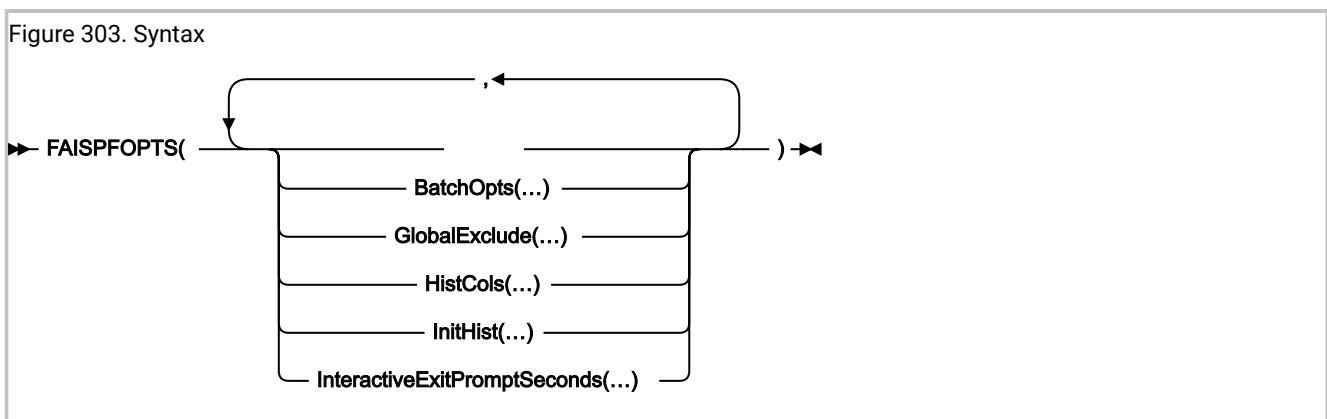 Figure 303. Syntax
,
FAISPFOPTS( )
BatchOpts(…)
GlobalExclude(…)
HistCols(…)
InitHist(…)
InteractiveExitPromptSeconds(…)